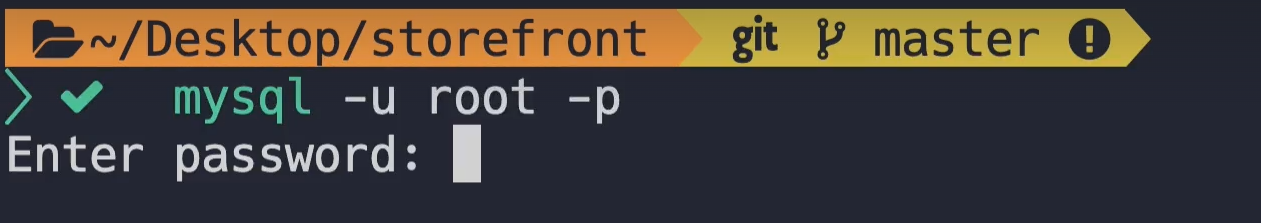 ~/Desktop/storefront git master
mysql -u root -p
Enter password: